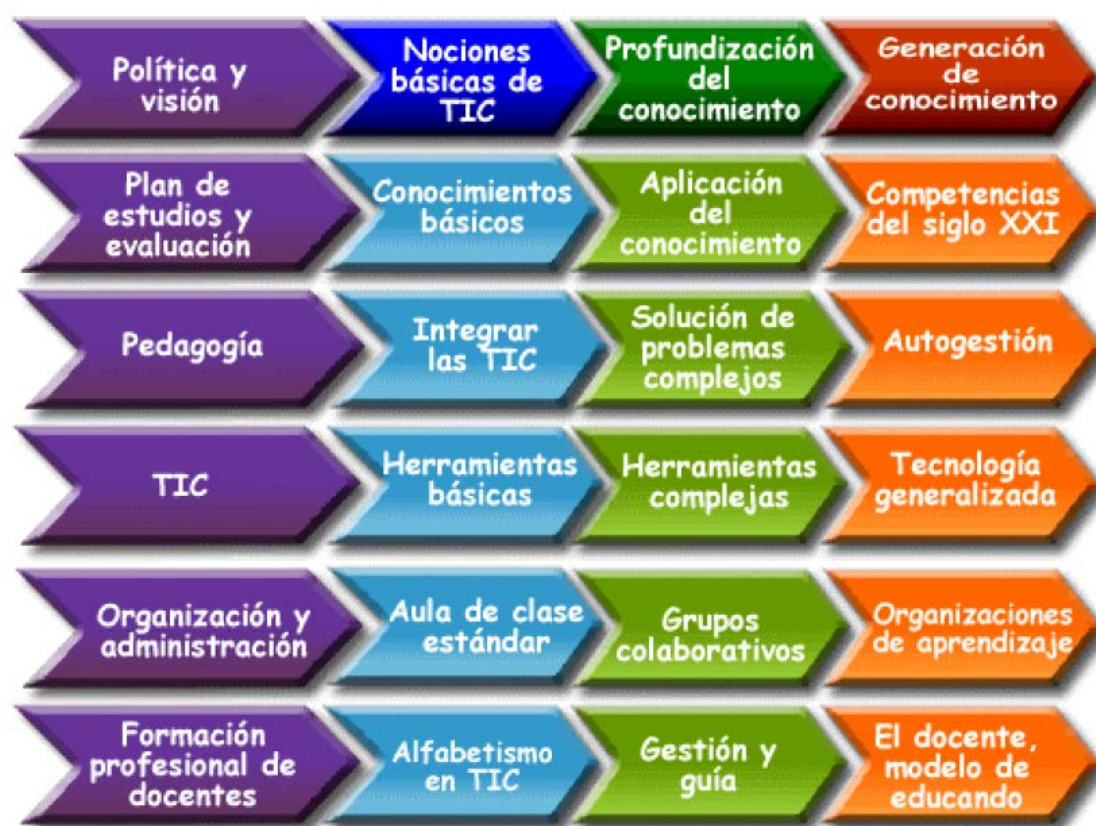 Política y
visión
Nociones
básicas de
TIC
Profundización
del
conocimiento
Generación
de
conocimiento
Plan de
estudios y
evaluación
Conocimientos
básicos
Aplicación
del
conocimiento
Competencias
del siglo XXI
Pedagogía
Integrar
las TIC
Solución de
problemas
complejos
Autogestión
TIC
Herramientas
básicas
Herramientas
complejas
Tecnología
generalizada
Organización y
administración
Aula de clase
estándar
Grupos
colaborativos
Organizaciones
de aprendizaje
Formación
profesional de
docentes
Alfabetismo
en TIC
Gestión y
guía
El docente,
modelo de
educando